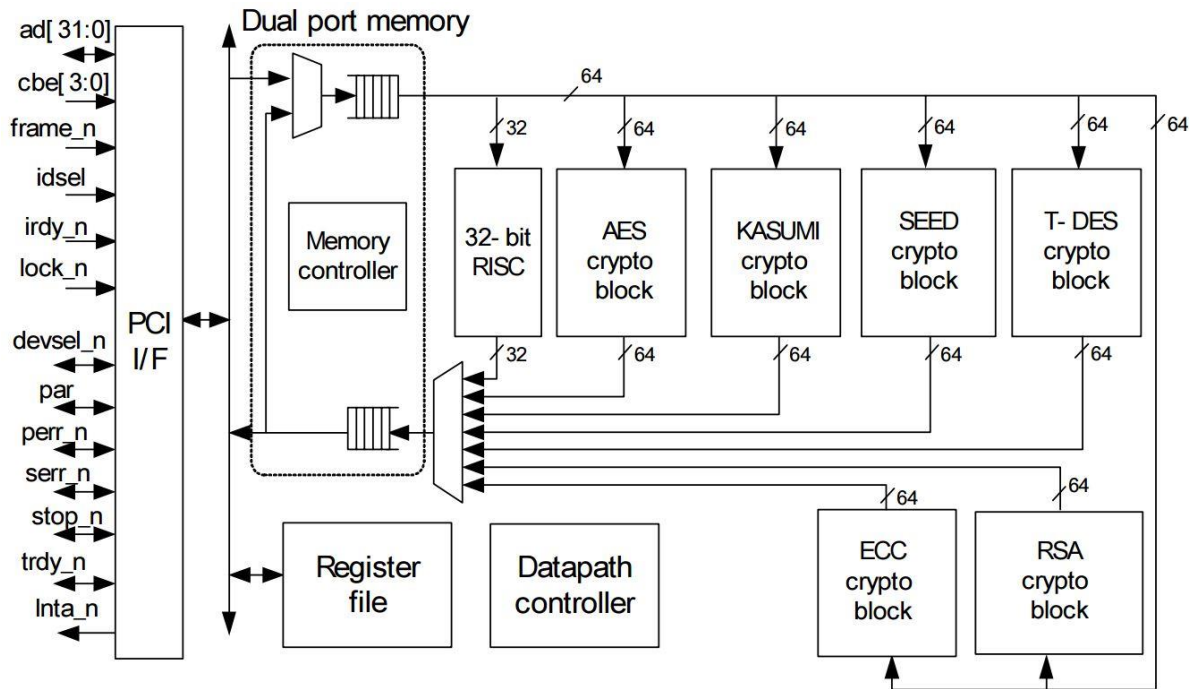 ad[ 31:0]
cbe[ 3:0]
frame_n
idsel
irdy_n
lock_n
devsel_n
par
perr_n
serr_n
stop_n
trdy_n
Inta_n
PCI
I/F
Dual port memory
Memory
controller
64
64
32
64
64
64
64
32- bit
RISC
AES
crypto
block
KASUMI
crypto
block
SEED
crypto
block
T- DES
crypto
block
32
64
64
64
64
64
64
Register
file
Datapath
controller
ECC
crypto
block
RSA
crypto
block